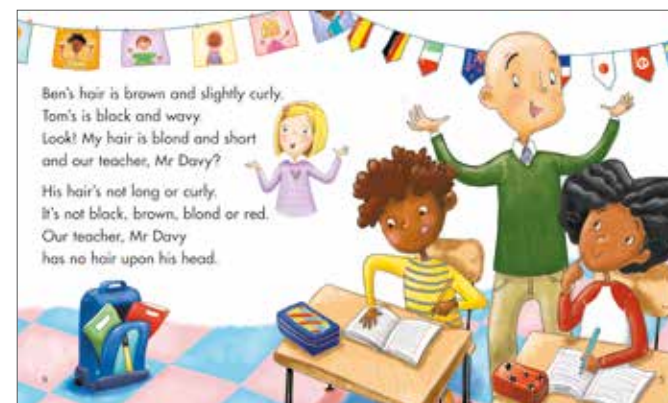 Ben's hair is brown and slightly curly.
Tom's is black and wavy.
Look! My hair is blond and short
and our teacher, Mr Davy?
His hair's not long or curly.
It's not black, brown, blond or red.
Our teacher, Mr Davy
has no hair upon his head.